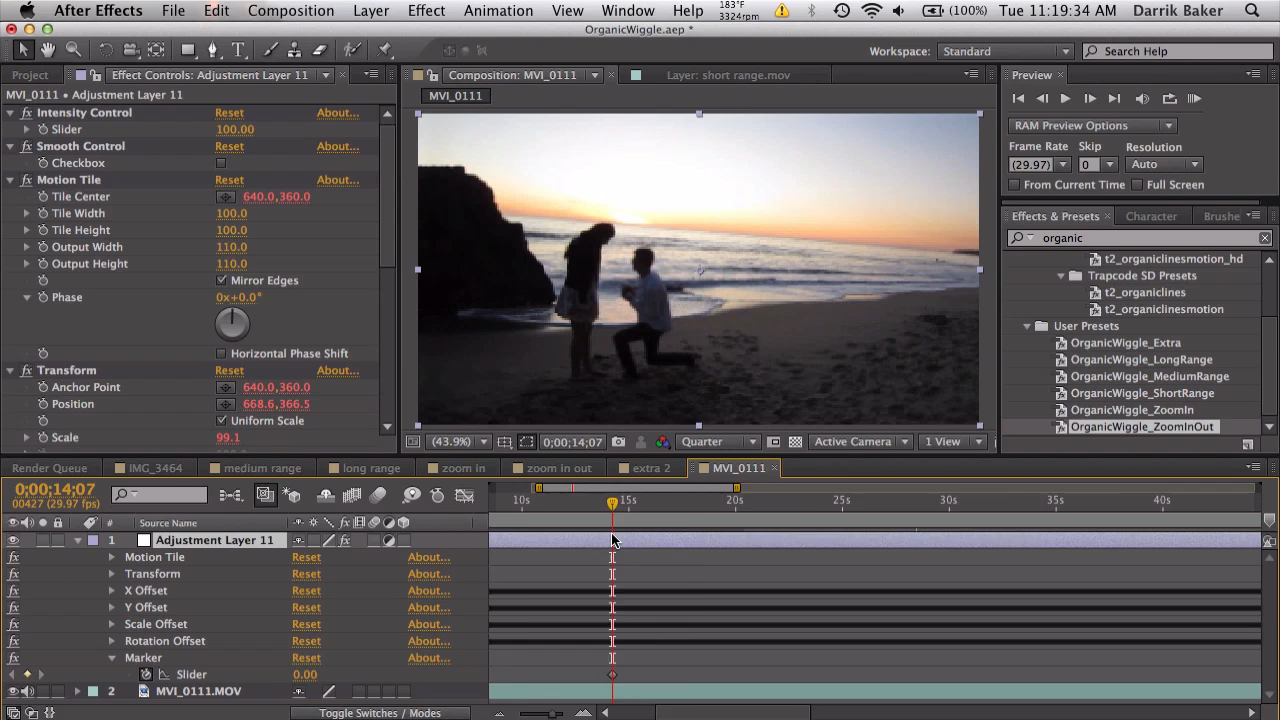 After Effects File Edit Composition Layer Effect Animation View Window Help 183°F 3324rpm (100%) Tue 11:19:34 AM Darrik Baker
OrganicWiggle.aep *
Workspace: Standard Search Help
Project Effect Controls: Adjustment Layer 11 Composition: MVI_0111 Layer: short range.mov Preview
MVI_0111 • Adjustment Layer 11 MVI_0111
Intensity Control Reset About...
Slider 100.00
Smooth Control Reset About...
Checkbox
Motion Tile Reset About...
Tile Center 640.0,360.0
Tile Width 100.0
Tile Height 100.0
Output Width 110.0
Output Height 110.0
Mirror Edges
Phase 0x+0.0°
Horizontal Phase Shift
Transform Reset About...
Anchor Point 640.0,360.0
Position 668.6,366.5
Uniform Scale
Scale 99.1
(43.9%) 0;00;14;07 Quarter Active Camera 1 View
RAM Preview Options
Frame Rate Skip Resolution
(29.97) 0 Auto
From Current Time Full Screen
Effects & Presets Character Brushe
organic
t2_organiclinesmotion_hd
Trapcode SD Presets
t2_organiclines
t2_organiclinesmotion
User Presets
OrganicWiggle_Extra
OrganicWiggle_LongRange
OrganicWiggle_MediumRange
OrganicWiggle_ShortRange
OrganicWiggle_ZoomIn
OrganicWiggle_ZoomInOut
Render Queue IMG_3464 medium range long range zoom in zoom in out extra 2 MVI_0111
0;00;14;07
00427 (29.97 fps)
10s 15s 20s 25s 30s 35s 40s
# Source Name
1 Adjustment Layer 11
Motion Tile Reset About...
Transform Reset About...
X Offset Reset About...
Y Offset Reset About...
Scale Offset Reset About...
Rotation Offset Reset About...
Marker Reset About...
Slider 0.00
2 MVI_0111.MOV
Toggle Switches / Modes